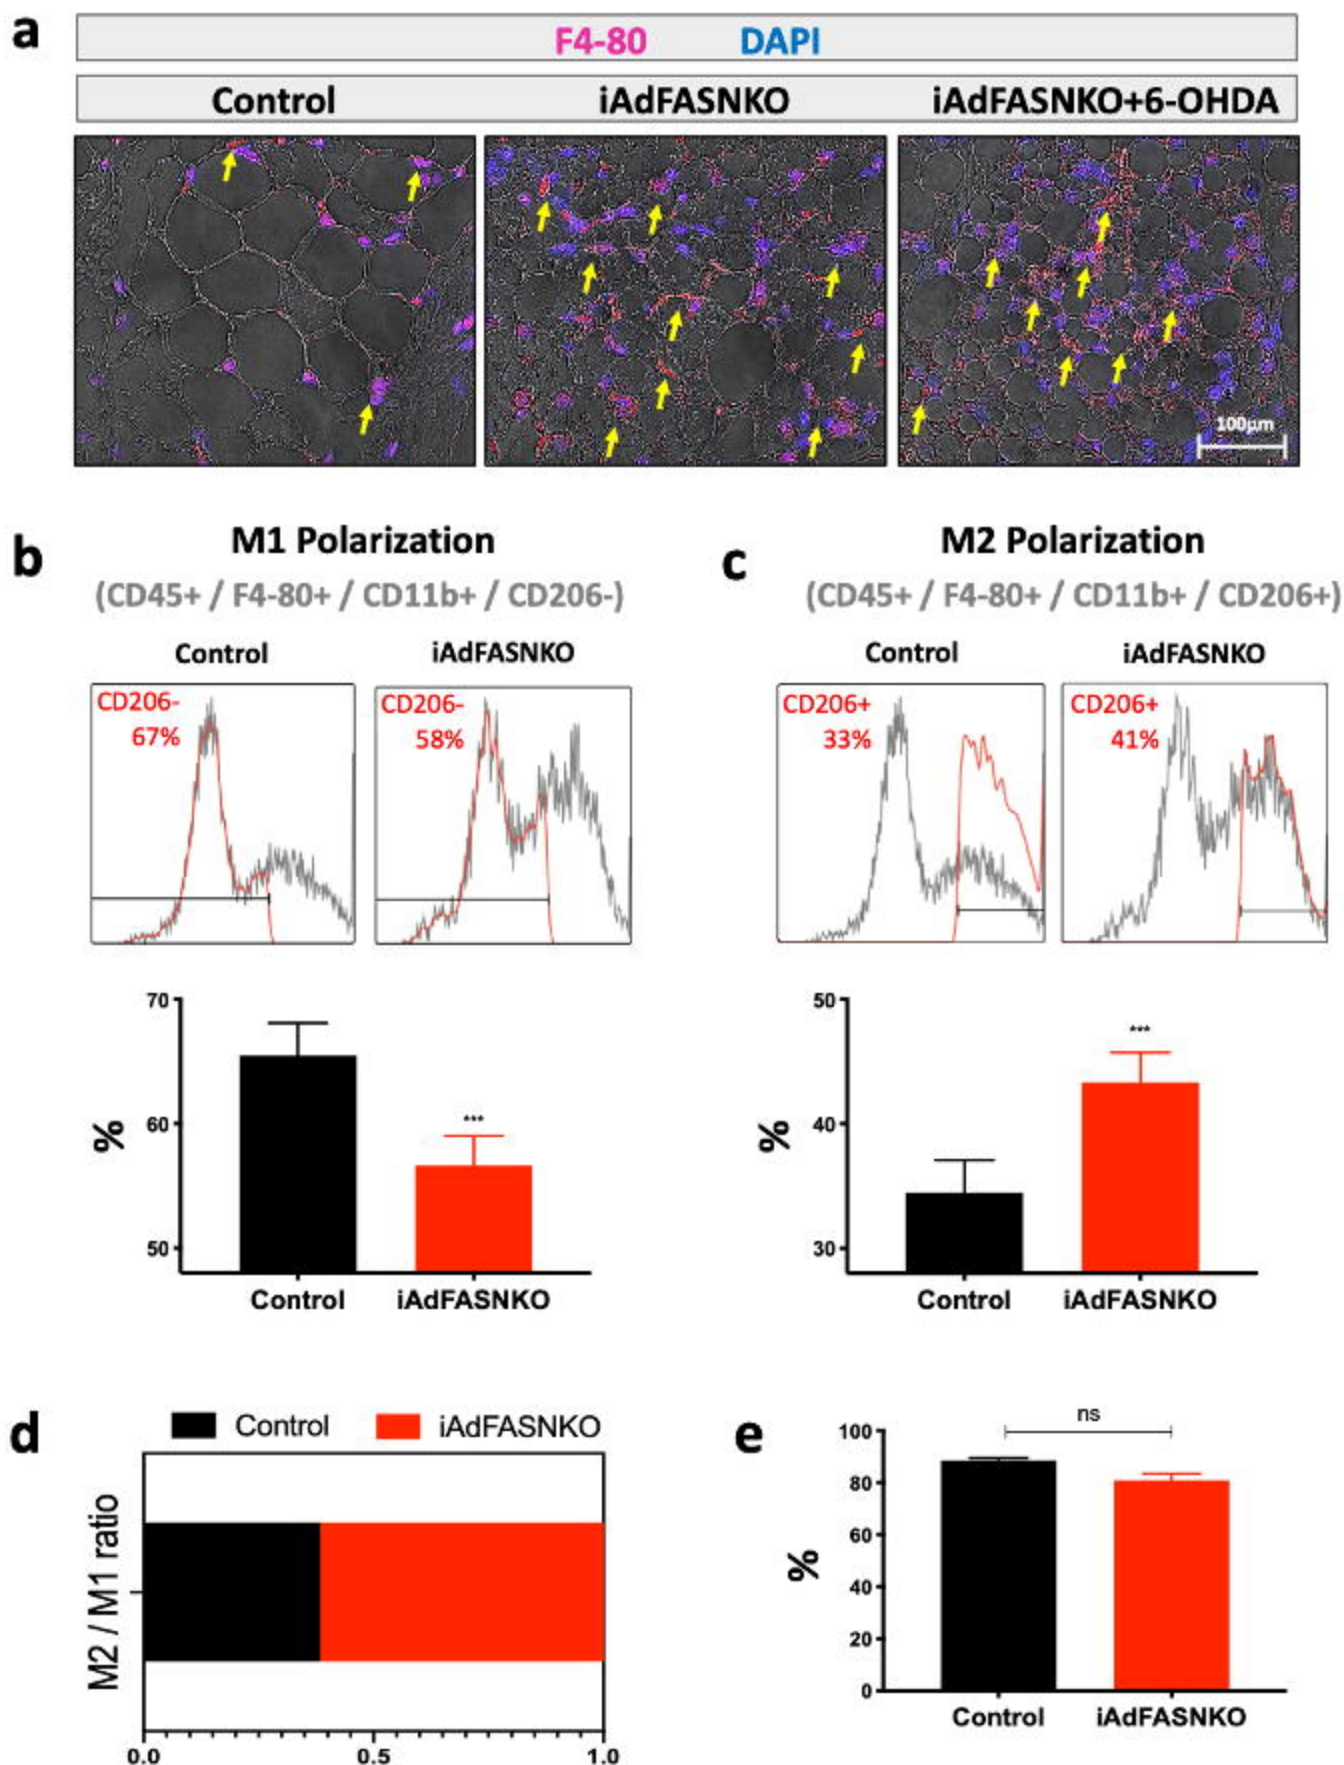 a
F4-80 DAPI
Control iAdFASNKO iAdFASNKO+6-OHDA
100μm
b M1 Polarization
(CD45+ / F4-80+ / CD11b+ / CD206-)
Control iAdFASNKO
CD206- CD206-
67% 58%
70
60
50
%
Control iAdFASNKO
***
c M2 Polarization
(CD45+ / F4-80+ / CD11b+ / CD206+)
Control iAdFASNKO
CD206+ CD206+
33% 41%
50
40
30
%
***
Control iAdFASNKO
d
Control iAdFASNKO
M2 / M1 ratio
0.0 0.5 1.0
e
ns
100
80
60
40
20
0
%
Control iAdFASNKO